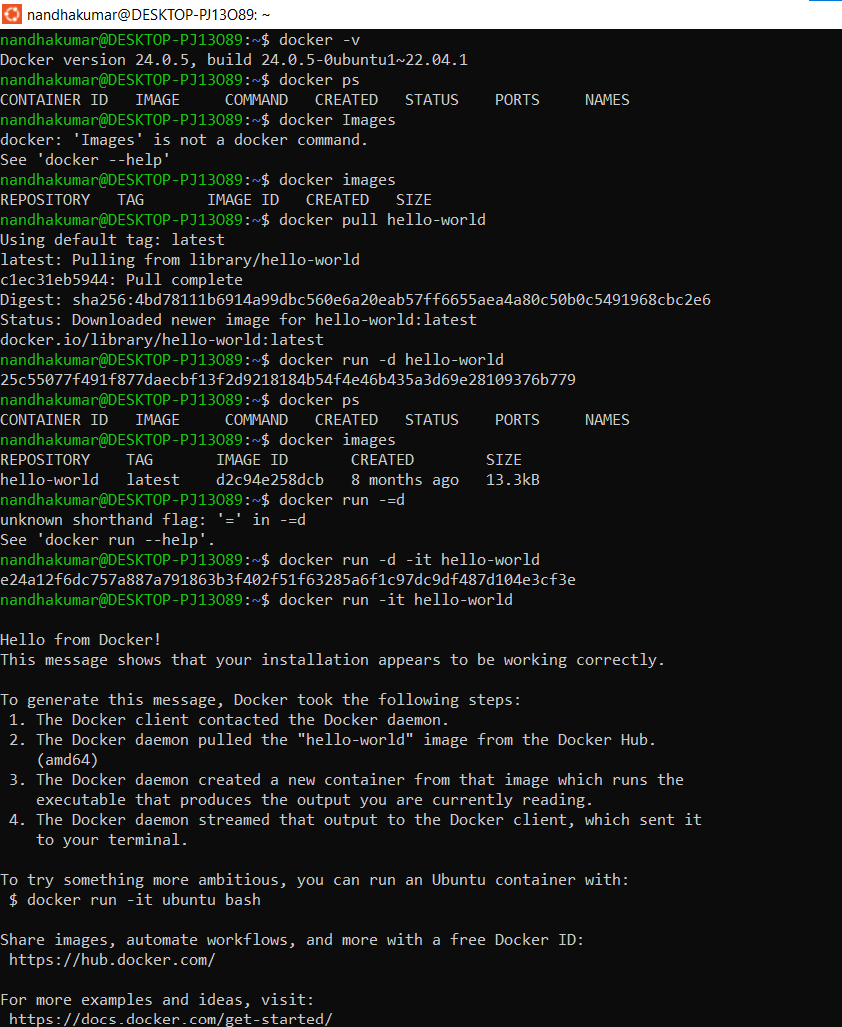 nandhakumar@DESKTOP-PJ13O89: ~
nandhakumar@DESKTOP-PJ13O89:~$ docker -v
Docker version 24.0.5, build 24.0.5-0ubuntu1~22.04.1
nandhakumar@DESKTOP-PJ13O89:~$ docker ps
CONTAINER ID   IMAGE     COMMAND   CREATED   STATUS    PORTS     NAMES
nandhakumar@DESKTOP-PJ13O89:~$ docker Images
docker: 'Images' is not a docker command.
See 'docker --help'
nandhakumar@DESKTOP-PJ13O89:~$ docker images
REPOSITORY   TAG       IMAGE ID   CREATED   SIZE
nandhakumar@DESKTOP-PJ13O89:~$ docker pull hello-world
Using default tag: latest
latest: Pulling from library/hello-world
c1ec31eb5944: Pull complete
Digest: sha256:4bd78111b6914a99dbc560e6a20eab57ff6655aea4a80c50b0c5491968cbc2e6
Status: Downloaded newer image for hello-world:latest
docker.io/library/hello-world:latest
nandhakumar@DESKTOP-PJ13O89:~$ docker run -d hello-world
25c55077f491f877daecbf13f2d9218184b54f4e46b435a3d69e28109376b779
nandhakumar@DESKTOP-PJ13O89:~$ docker ps
CONTAINER ID   IMAGE     COMMAND   CREATED   STATUS    PORTS     NAMES
nandhakumar@DESKTOP-PJ13O89:~$ docker images
REPOSITORY    TAG       IMAGE ID       CREATED        SIZE
hello-world   latest    d2c94e258dcb   8 months ago   13.3kB
nandhakumar@DESKTOP-PJ13O89:~$ docker run -=d
unknown shorthand flag: '=' in -=d
See 'docker run --help'.
nandhakumar@DESKTOP-PJ13O89:~$ docker run -d -it hello-world
e24a12f6dc757a887a791863b3f402f51f63285a6f1c97dc9df487d104e3cf3e
nandhakumar@DESKTOP-PJ13O89:~$ docker run -it hello-world
Hello from Docker!
This message shows that your installation appears to be working correctly.
To generate this message, Docker took the following steps:
 1. The Docker client contacted the Docker daemon.
 2. The Docker daemon pulled the "hello-world" image from the Docker Hub.
    (amd64)
 3. The Docker daemon created a new container from that image which runs the
    executable that produces the output you are currently reading.
 4. The Docker daemon streamed that output to the Docker client, which sent it
    to your terminal.
To try something more ambitious, you can run an Ubuntu container with:
 $ docker run -it ubuntu bash
Share images, automate workflows, and more with a free Docker ID:
 https://hub.docker.com/
For more examples and ideas, visit:
 https://docs.docker.com/get-started/